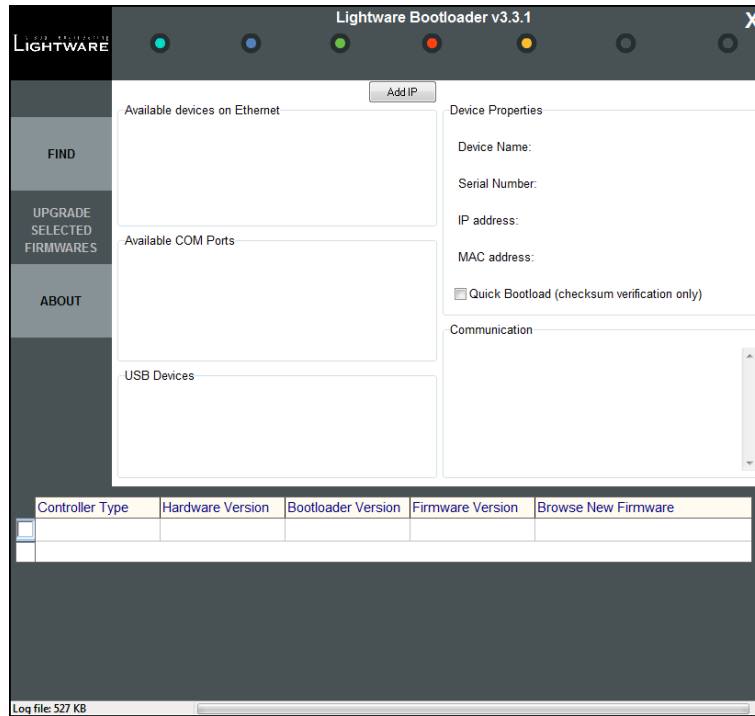 Lightware Bootloader v3.3.1
X
LIGHTWARE
Add IP
Available devices on Ethernet
Device Properties
FIND
Device Name:
Serial Number:
UPGRADE
SELECTED
FIRMWARES
IP address:
Available COM Ports
MAC address:
ABOUT
Quick Bootload (checksum verification only)
Communication
USB Devices
Controller Type
Hardware Version
Bootloader Version
Firmware Version
Browse New Firmware
Log file: 527 KB